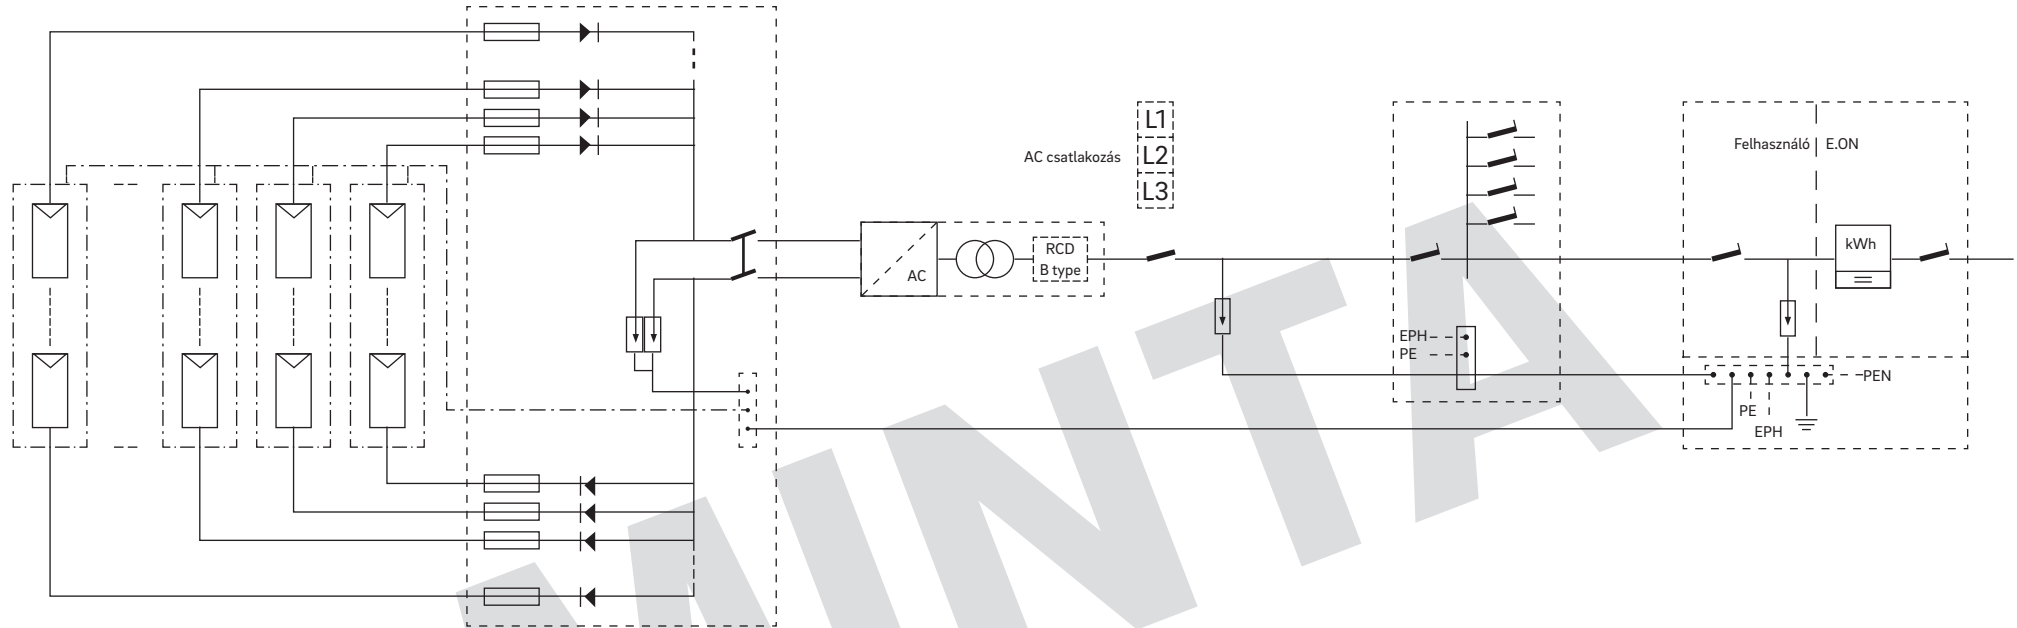 L1
AC csatlakozás
L2
L3
Felhasználó
E.ON
RCD
B type
AC
kWh
EPH
PE
PEN
PE
EPH
MINTA